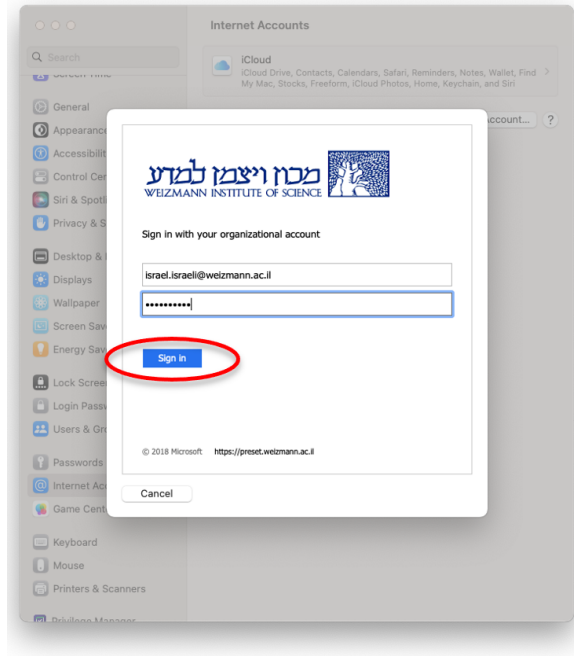 Internet Accounts
Search
iCloud
iCloud Drive, Contacts, Calendars, Safari, Reminders, Notes, Wallet, Find
My Mac, Stocks, Freeform, iCloud Photos, Home, Keychain, and Siri
Screen Time
General
Appearance
ccount... ?
Accessibilit
Control Cen
Siri & Spotli
Privacy & S
Desktop &
Displays
Wallpaper
Screen Sav
Energy Sav
Lock Scree
Login Passw
Users & Gro
Passwords
Internet Acc
Game Cent
Keyboard
Mouse
Printers & Scanners
Privilege Manager
מכון ויצמן למדע
WEIZMANN INSTITUTE OF SCIENCE
Sign in with your organizational account
israel.israeli@weizmann.ac.il
••••••••••
Sign in
© 2018 Microsoft https://preset.weizmann.ac.il
Cancel